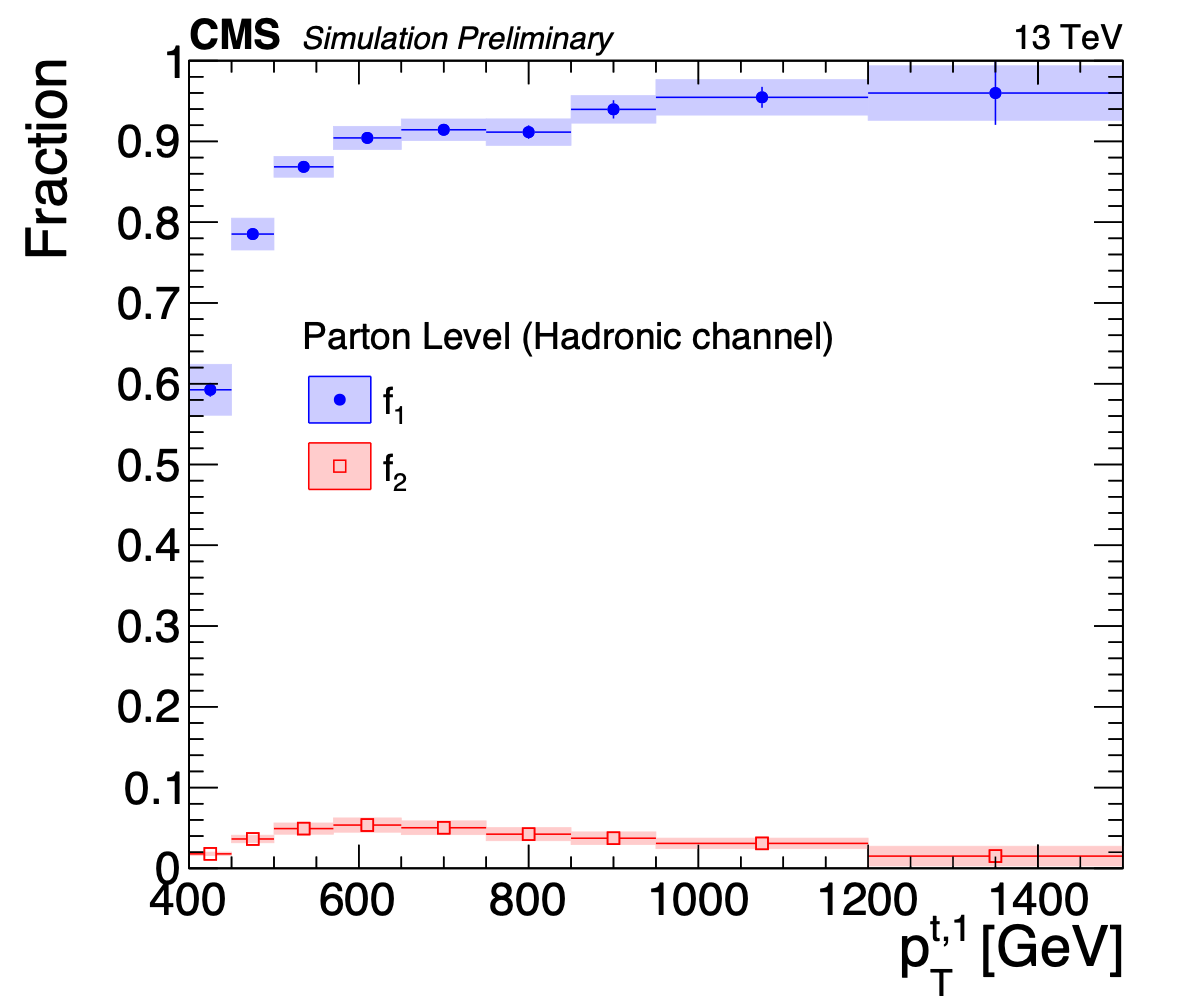 CMS Simulation Preliminary 13 TeV
Fraction
1
0.9
0.8
0.7
0.6
0.5
0.4
0.3
0.2
0.1
0
Parton Level (Hadronic channel)
f1
f2
400 600 800 1000 1200 1400
p_T^{t,1} [GeV]